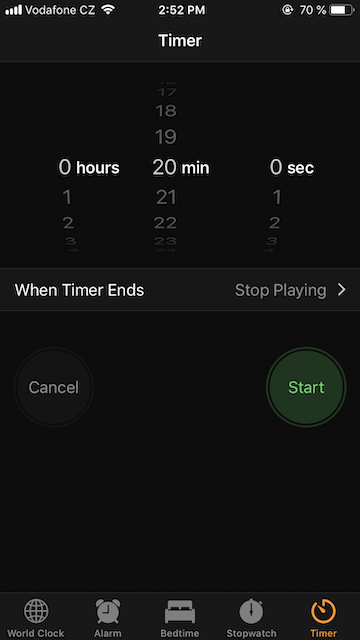 Vodafone CZ 2:52 PM 70 %
Timer
17
18
19
0 hours 20 min 0 sec
1 21 1
2 22 2
3 23 3
When Timer Ends Stop Playing
Cancel Start
World Clock Alarm Bedtime Stopwatch Timer